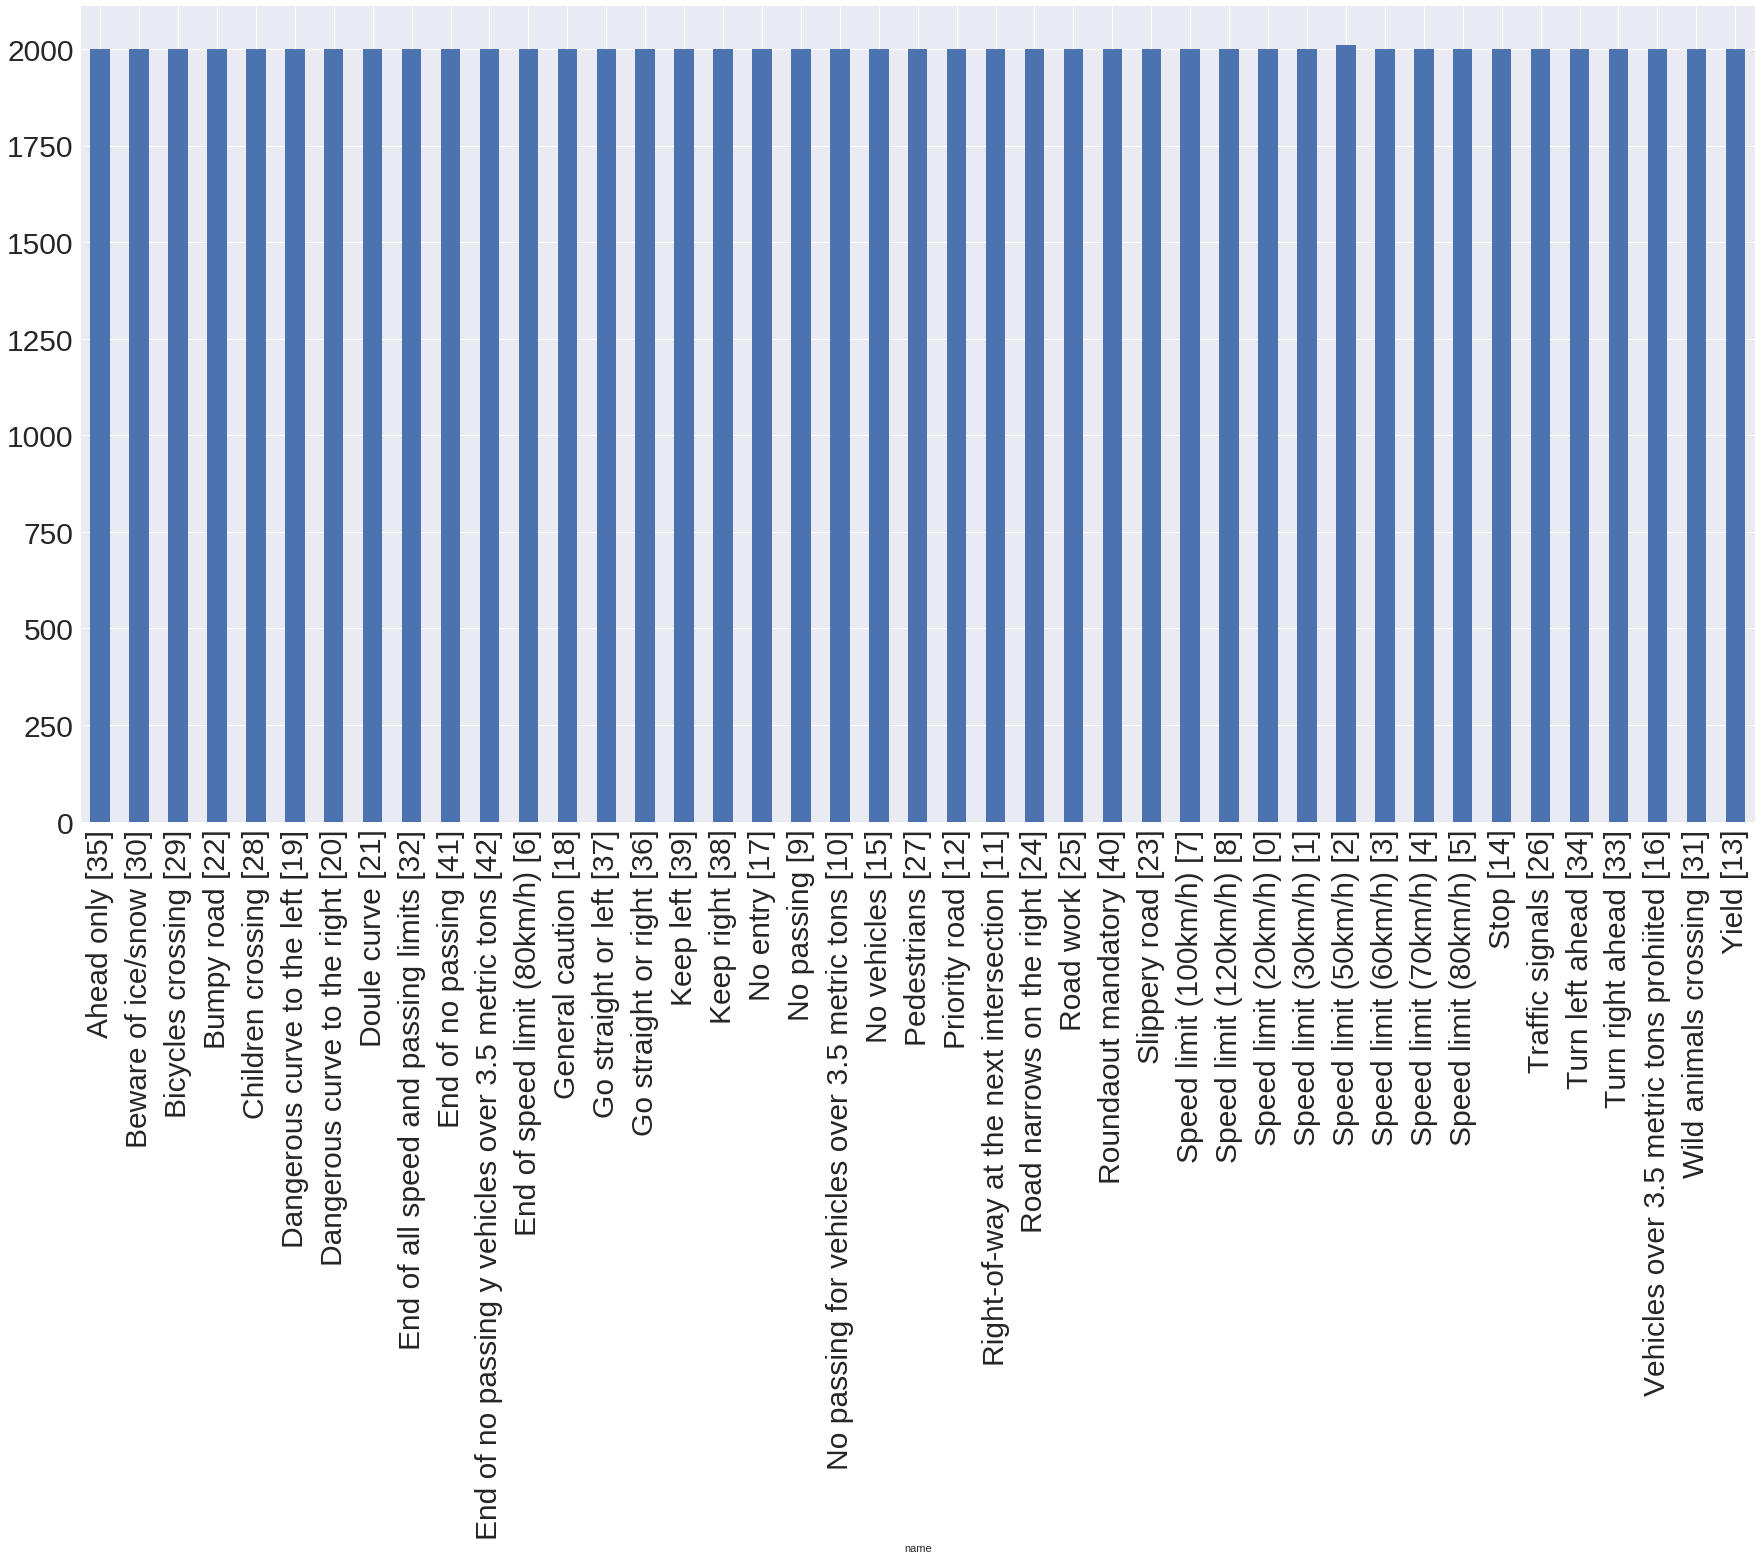 2000
1750
1500
1250
1000
750
500
250
0
Ahead only [35]
Beware of ice/snow [30]
Bicycles crossing [29]
Bumpy road [22]
Children crossing [28]
Dangerous curve to the left [19]
Dangerous curve to the right [20]
Doule curve [21]
End of all speed and passing limits [32]
End of no passing [41]
End of no passing y vehicles over 3.5 metric tons [42]
End of speed limit (80km/h) [6]
General caution [18]
Go straight or left [37]
Go straight or right [36]
Keep left [39]
Keep right [38]
No entry [17]
No passing [9]
No passing for vehicles over 3.5 metric tons [10]
No vehicles [15]
Pedestrians [27]
Priority road [12]
Right-of-way at the next intersection [11]
Road narrows on the right [24]
Road work [25]
Roundaout mandatory [40]
Slippery road [23]
Speed limit (100km/h) [7]
Speed limit (120km/h) [8]
Speed limit (20km/h) [0]
Speed limit (30km/h) [1]
Speed limit (50km/h) [2]
Speed limit (60km/h) [3]
Speed limit (70km/h) [4]
Speed limit (80km/h) [5]
Stop [14]
Traffic signals [26]
Turn left ahead [34]
Turn right ahead [33]
Vehicles over 3.5 metric tons prohiited [16]
Wild animals crossing [31]
Yield [13]
name